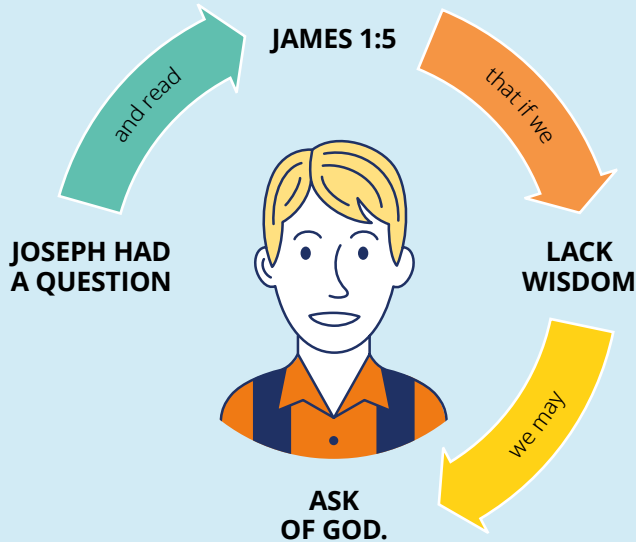 JOSEPH HAD
A QUESTION
and read
JAMES 1:5
that if we
LACK
WISDOM
we may
ASK
OF GOD.